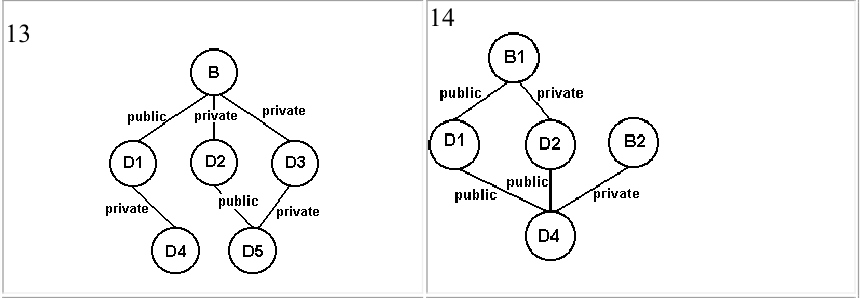 13
B
public private private
D1 D2 D3
private public private
D4 D5
14
B1
public private
D1 D2 B2
public public private
D4